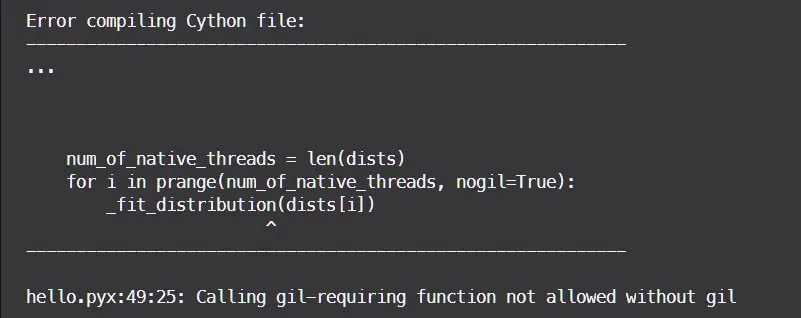 Error compiling Cython file:
------------------------------------------------------------
...
num_of_native_threads = len(dists)
for i in prange(num_of_native_threads, nogil=True):
_fit_distribution(dists[i])
^
------------------------------------------------------------
hello.pyx:49:25: Calling gil-requiring function not allowed without gil